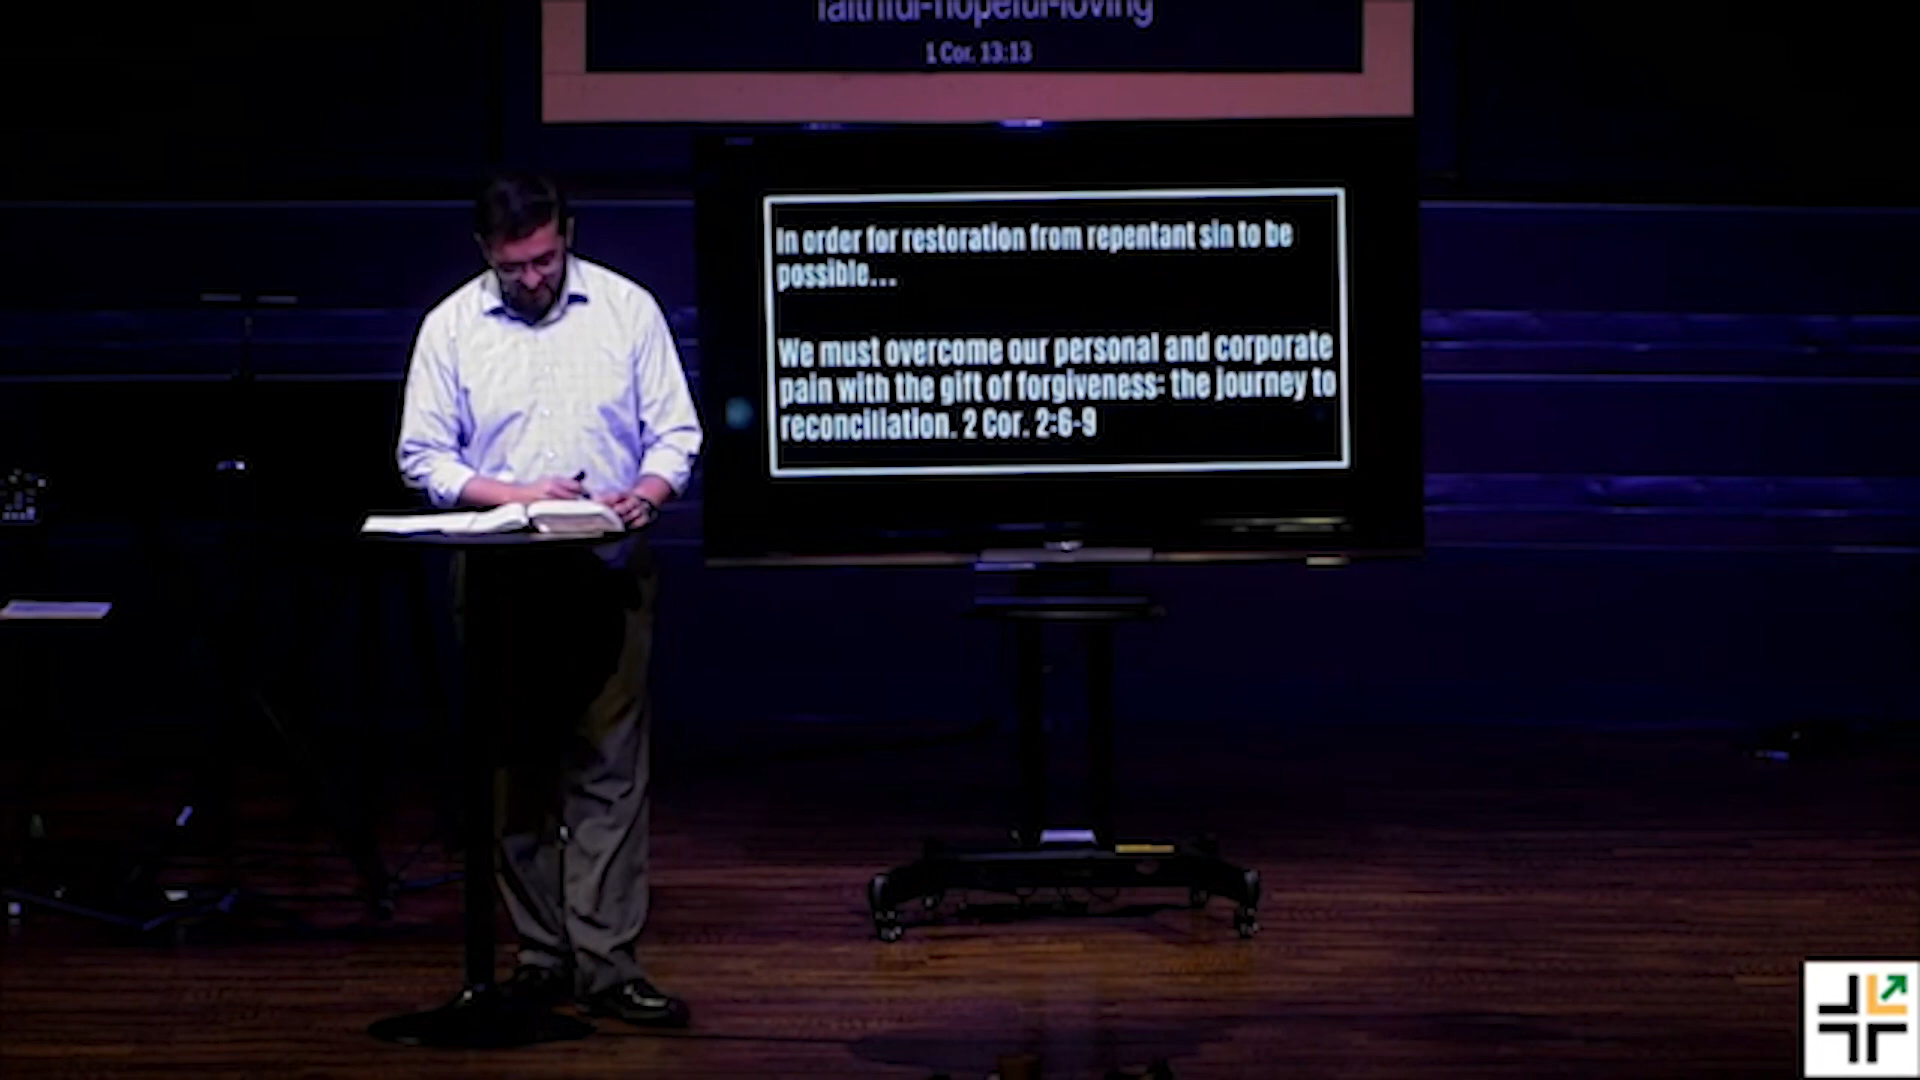 faithful-hopeful-loving
1 Cor. 13:13
In order for restoration from repentant sin to be
possible...
We must overcome our personal and corporate
pain with the gift of forgiveness: the journey to
reconciliation. 2 Cor. 2:6-9